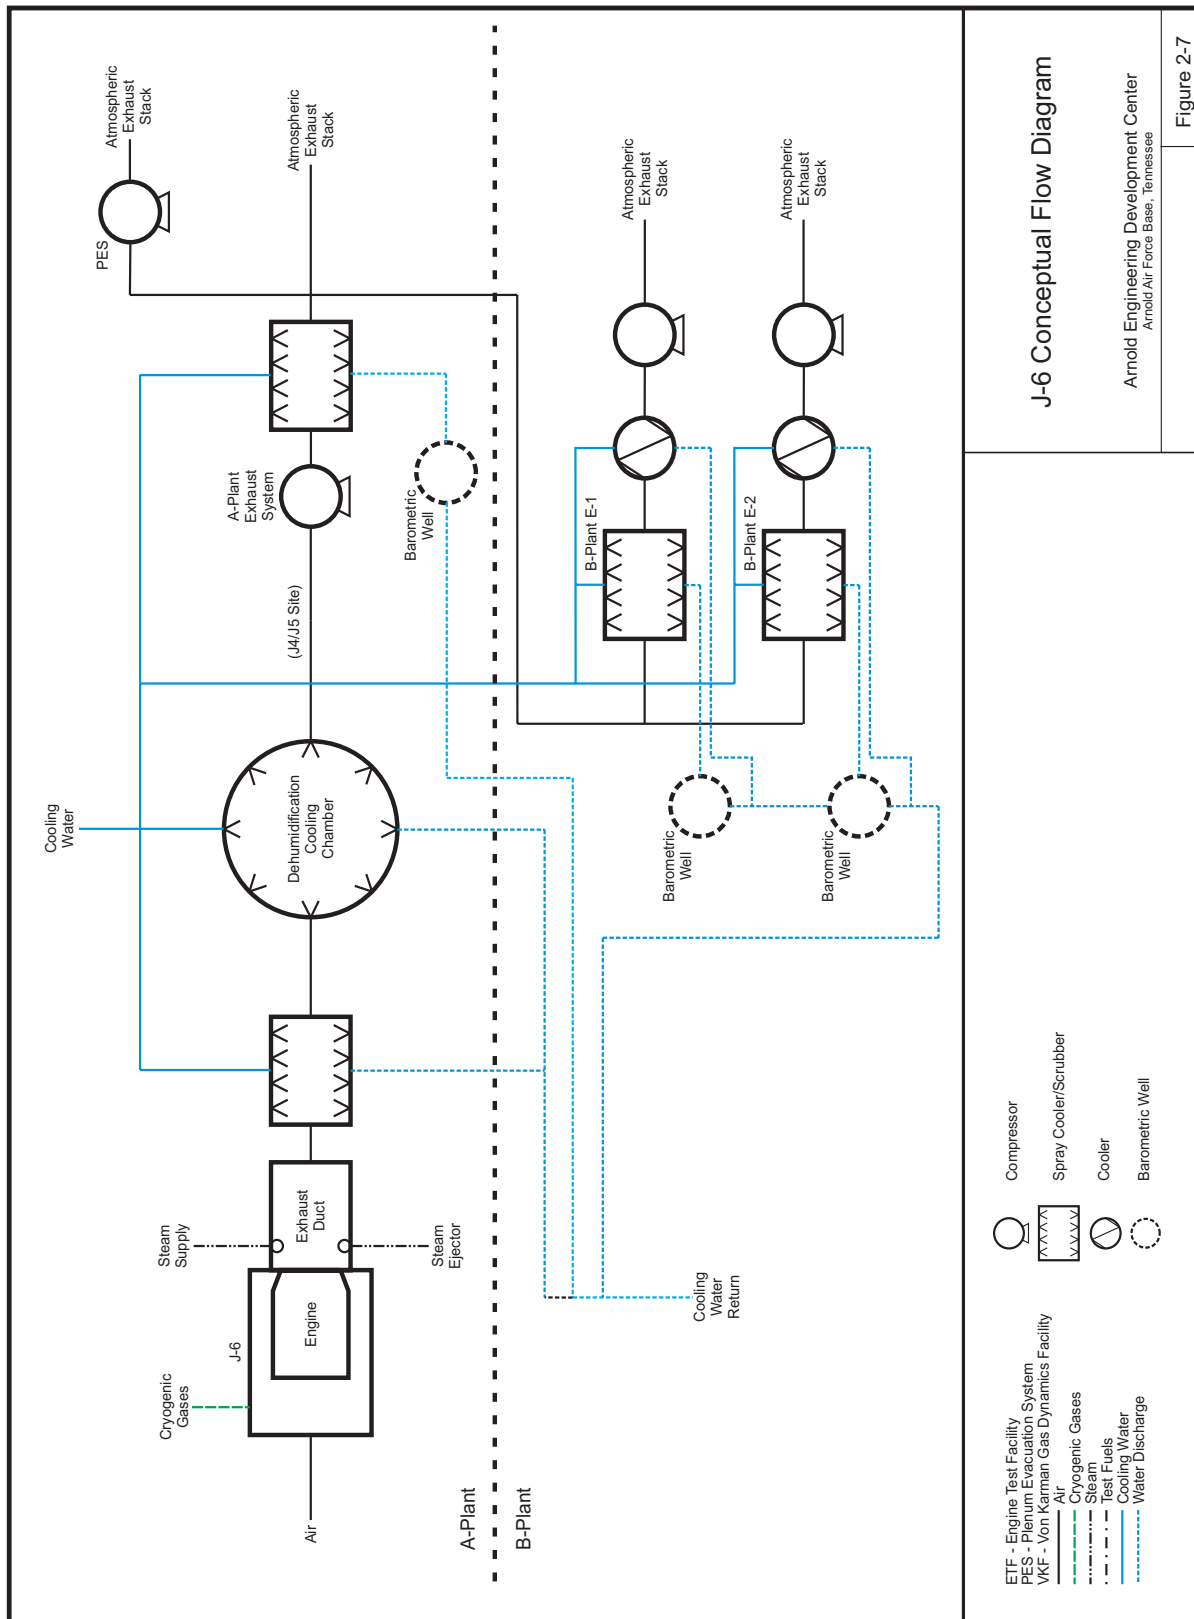 Cryogenic
Gases
J-6
Engine
Air
Steam
Supply
Exhaust
Duct
Steam
Ejector
Cooling
Water
Dehumidification
Cooling
Chamber
(J4/J5 Site)
A-Plant
Exhaust
System
Barometric
Well
PES
Atmospheric
Exhaust
Stack
Atmospheric
Exhaust
Stack
A-Plant
B-Plant
Cooling
Water
Return
Barometric
Well
Barometric
Well
B-Plant E-1
B-Plant E-2
Atmospheric
Exhaust
Stack
Atmospheric
Exhaust
Stack
ETF - Engine Test Facility
PES - Plenum Evacuation System
VKF - Von Karman Gas Dynamics Facility
Air
Cryogenic Gases
Steam
Test Fuels
Cooling Water
Water Discharge
Compressor
Spray Cooler/Scrubber
Cooler
Barometric Well
J-6 Conceptual Flow Diagram
Arnold Engineering Development Center
Arnold Air Force Base, Tennessee
Figure 2-7